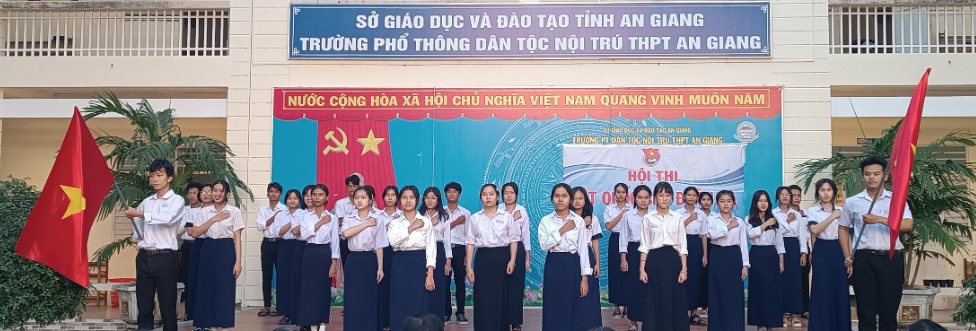 SỞ GIÁO DỤC VÀ ĐÀO TẠO TỈNH AN GIANG
TRƯỜNG PHỔ THÔNG DÂN TỘC NỘI TRÚ THPT AN GIANG
NƯỚC CỘNG HÒA XÃ HỘI CHỦ NGHĨA VIỆT NAM QUANG VINH MUÔN NĂM
SỞ GIÁO DỤC VÀ ĐÀO TẠO AN GIANG
TRƯỜNG PT DÂN TỘC NỘI TRÚ THPT AN GIANG
HỘI THI